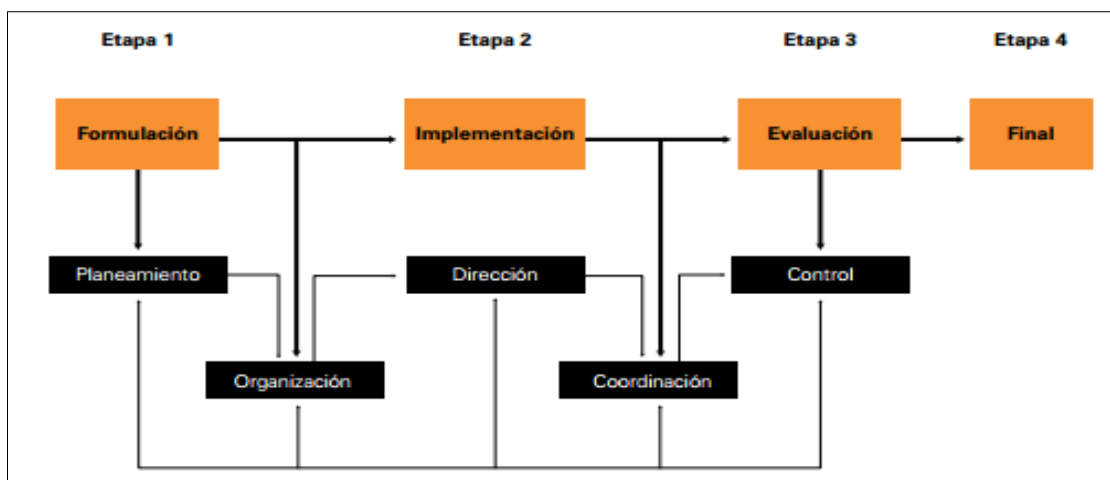 Etapa 1 Etapa 2 Etapa 3 Etapa 4
Formulación Implementación Evaluación Final
Planeamiento Dirección Control
Organización Coordinación